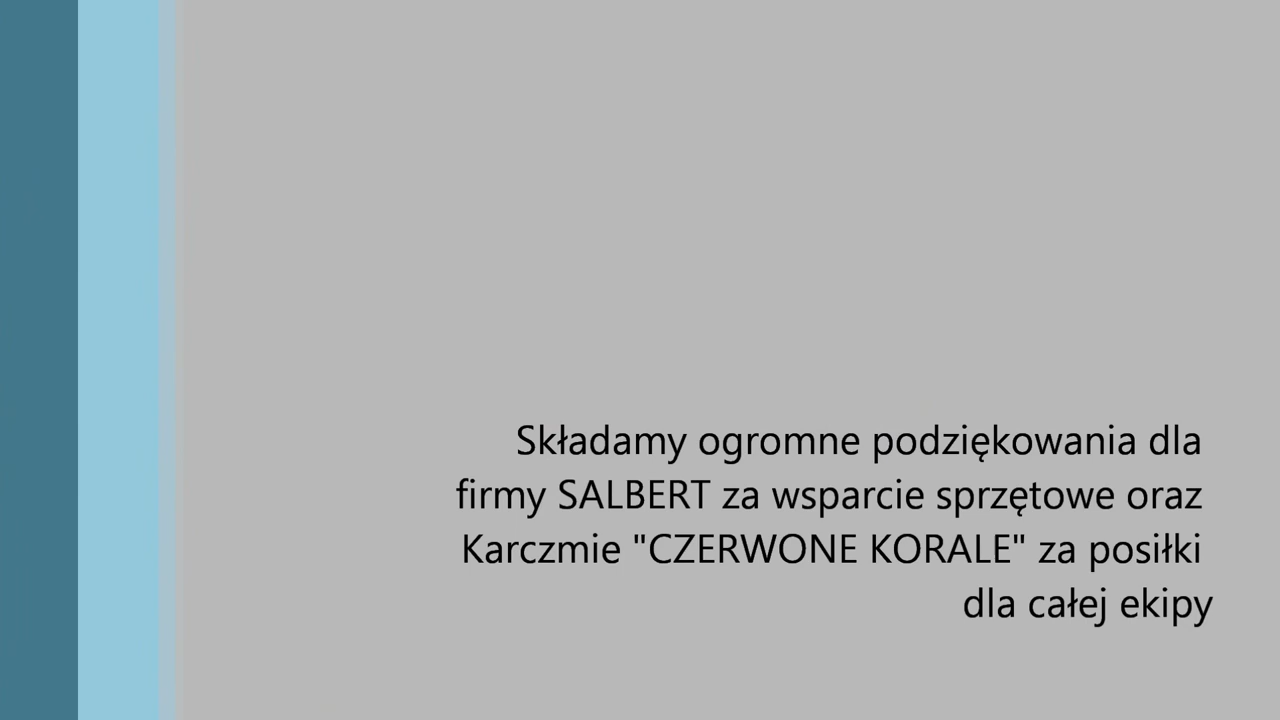 Składamy ogromne podziękowania dla
firmy SALBERT za wsparcie sprzętowe oraz
Karczmie "CZERWONE KORALE" za posiłki
dla całej ekipy